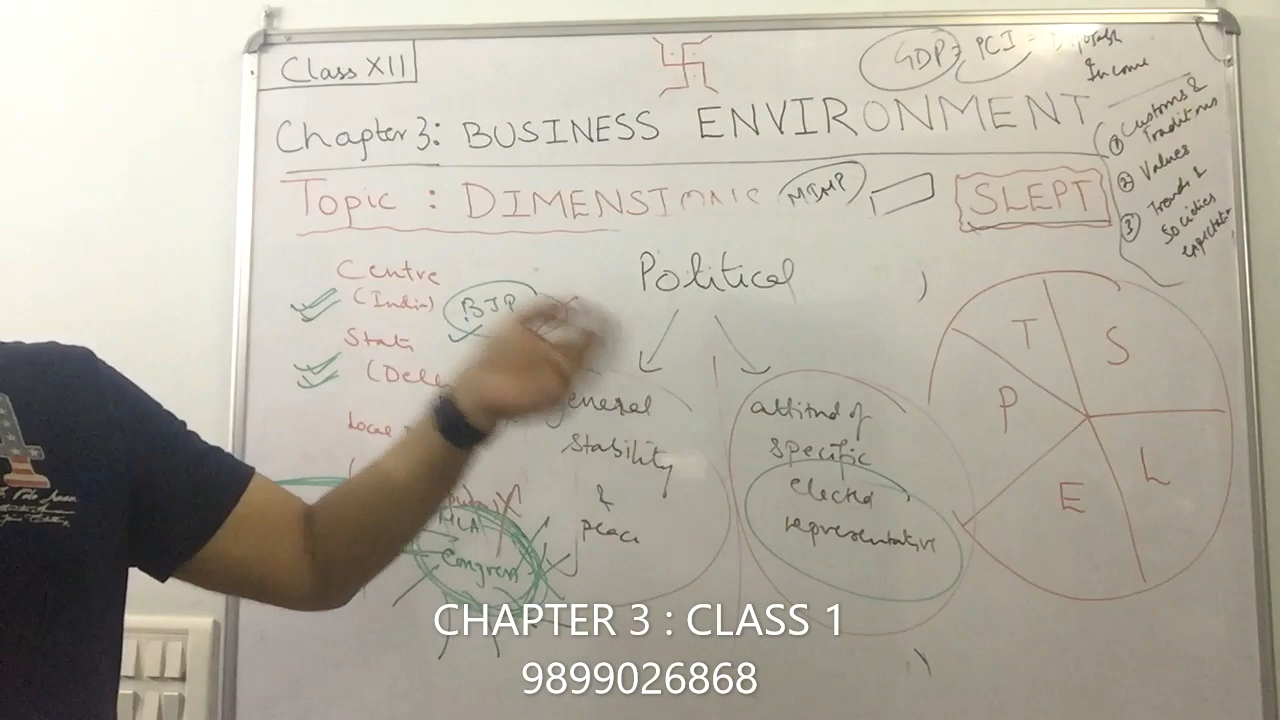 Class XII
GDP = PCI =
& Income
Chapter 3: BUSINESS ENVIRONMENT
Topic : DIMENSIONS
MIMP
SLEPT
① Customs & Traditions
② Values
③ Trends &
Societies
expectation
Centre
(India)
BJP
State
Local
MLA
Congress
Political
General
Stability
&
Peace
attitude of
specific
elected
representative
T
S
P
L
E
CHAPTER 3 : CLASS 1
9899026868